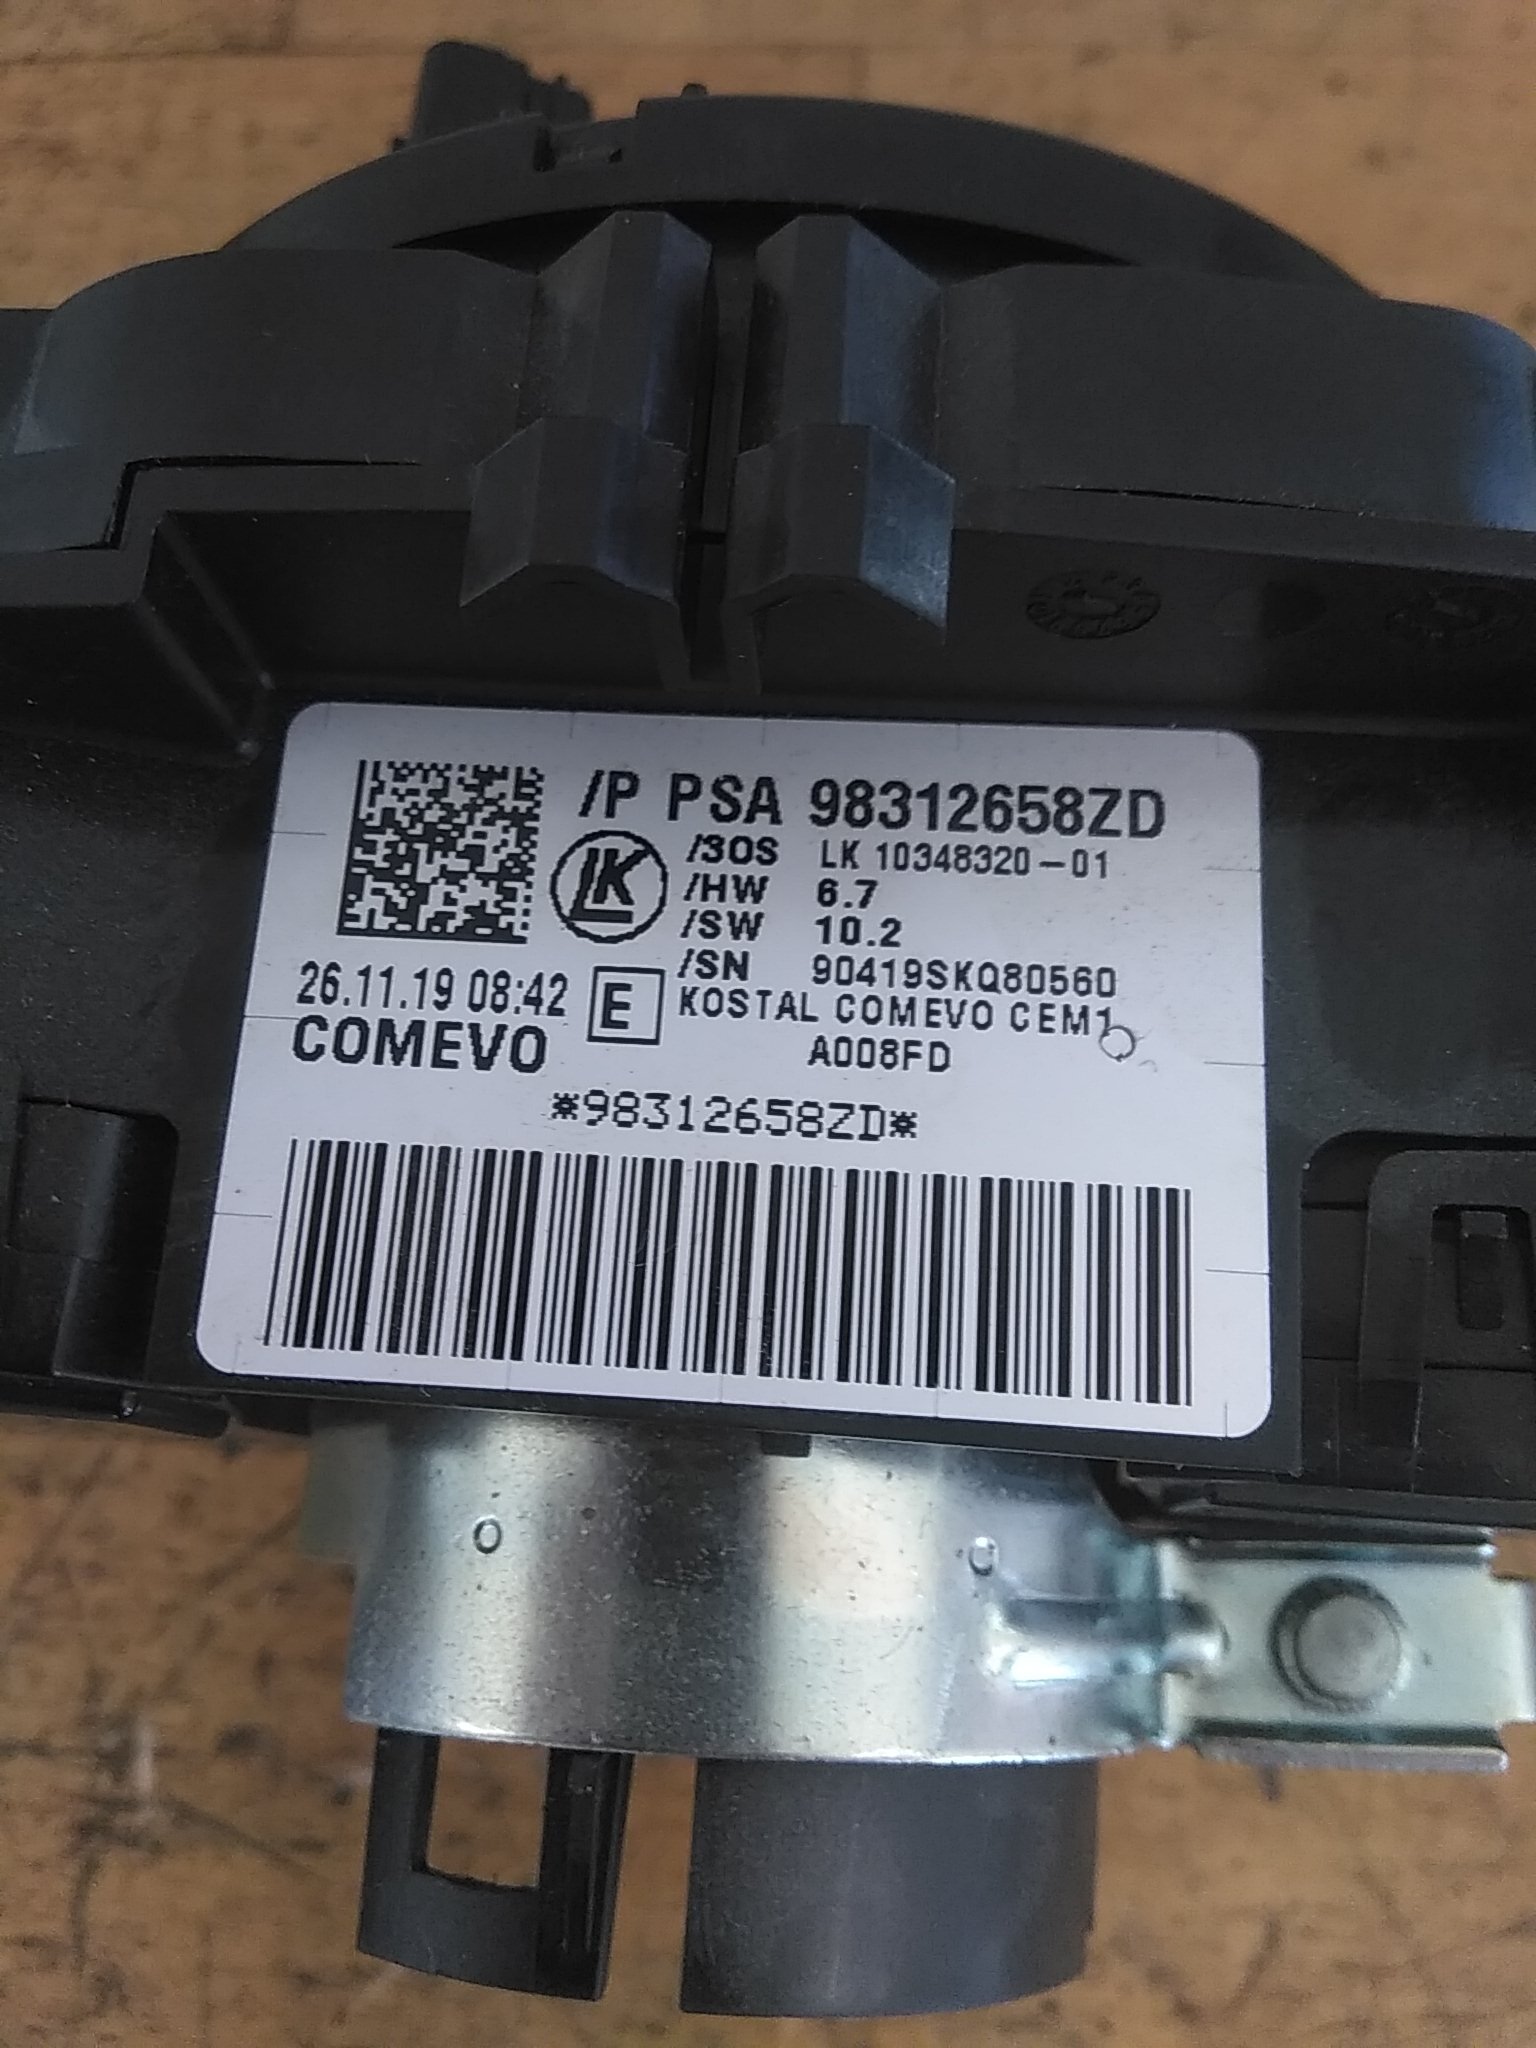 /P PSA 98312658ZD
LK
/30S LK 10348320-01
/HW 6.7
/SW 10.2
/SN 90419SKQ80560
26.11.19 08:42
E
KOSTAL COMEVO CEM1
COMEVO
A008FD
*98312658ZD*